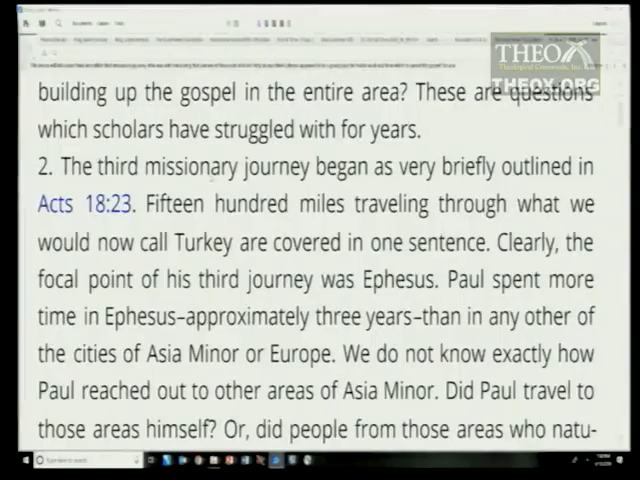 THEOX
THEOX.ORG
building up the gospel in the entire area? These are questions
which scholars have struggled with for years.
2. The third missionary journey began as very briefly outlined in
Acts 18:23. Fifteen hundred miles traveling through what we
would now call Turkey are covered in one sentence. Clearly, the
focal point of his third journey was Ephesus. Paul spent more
time in Ephesus–approximately three years–than in any other of
the cities of Asia Minor or Europe. We do not know exactly how
Paul reached out to other areas of Asia Minor. Did Paul travel to
those areas himself? Or, did people from those areas who natu-